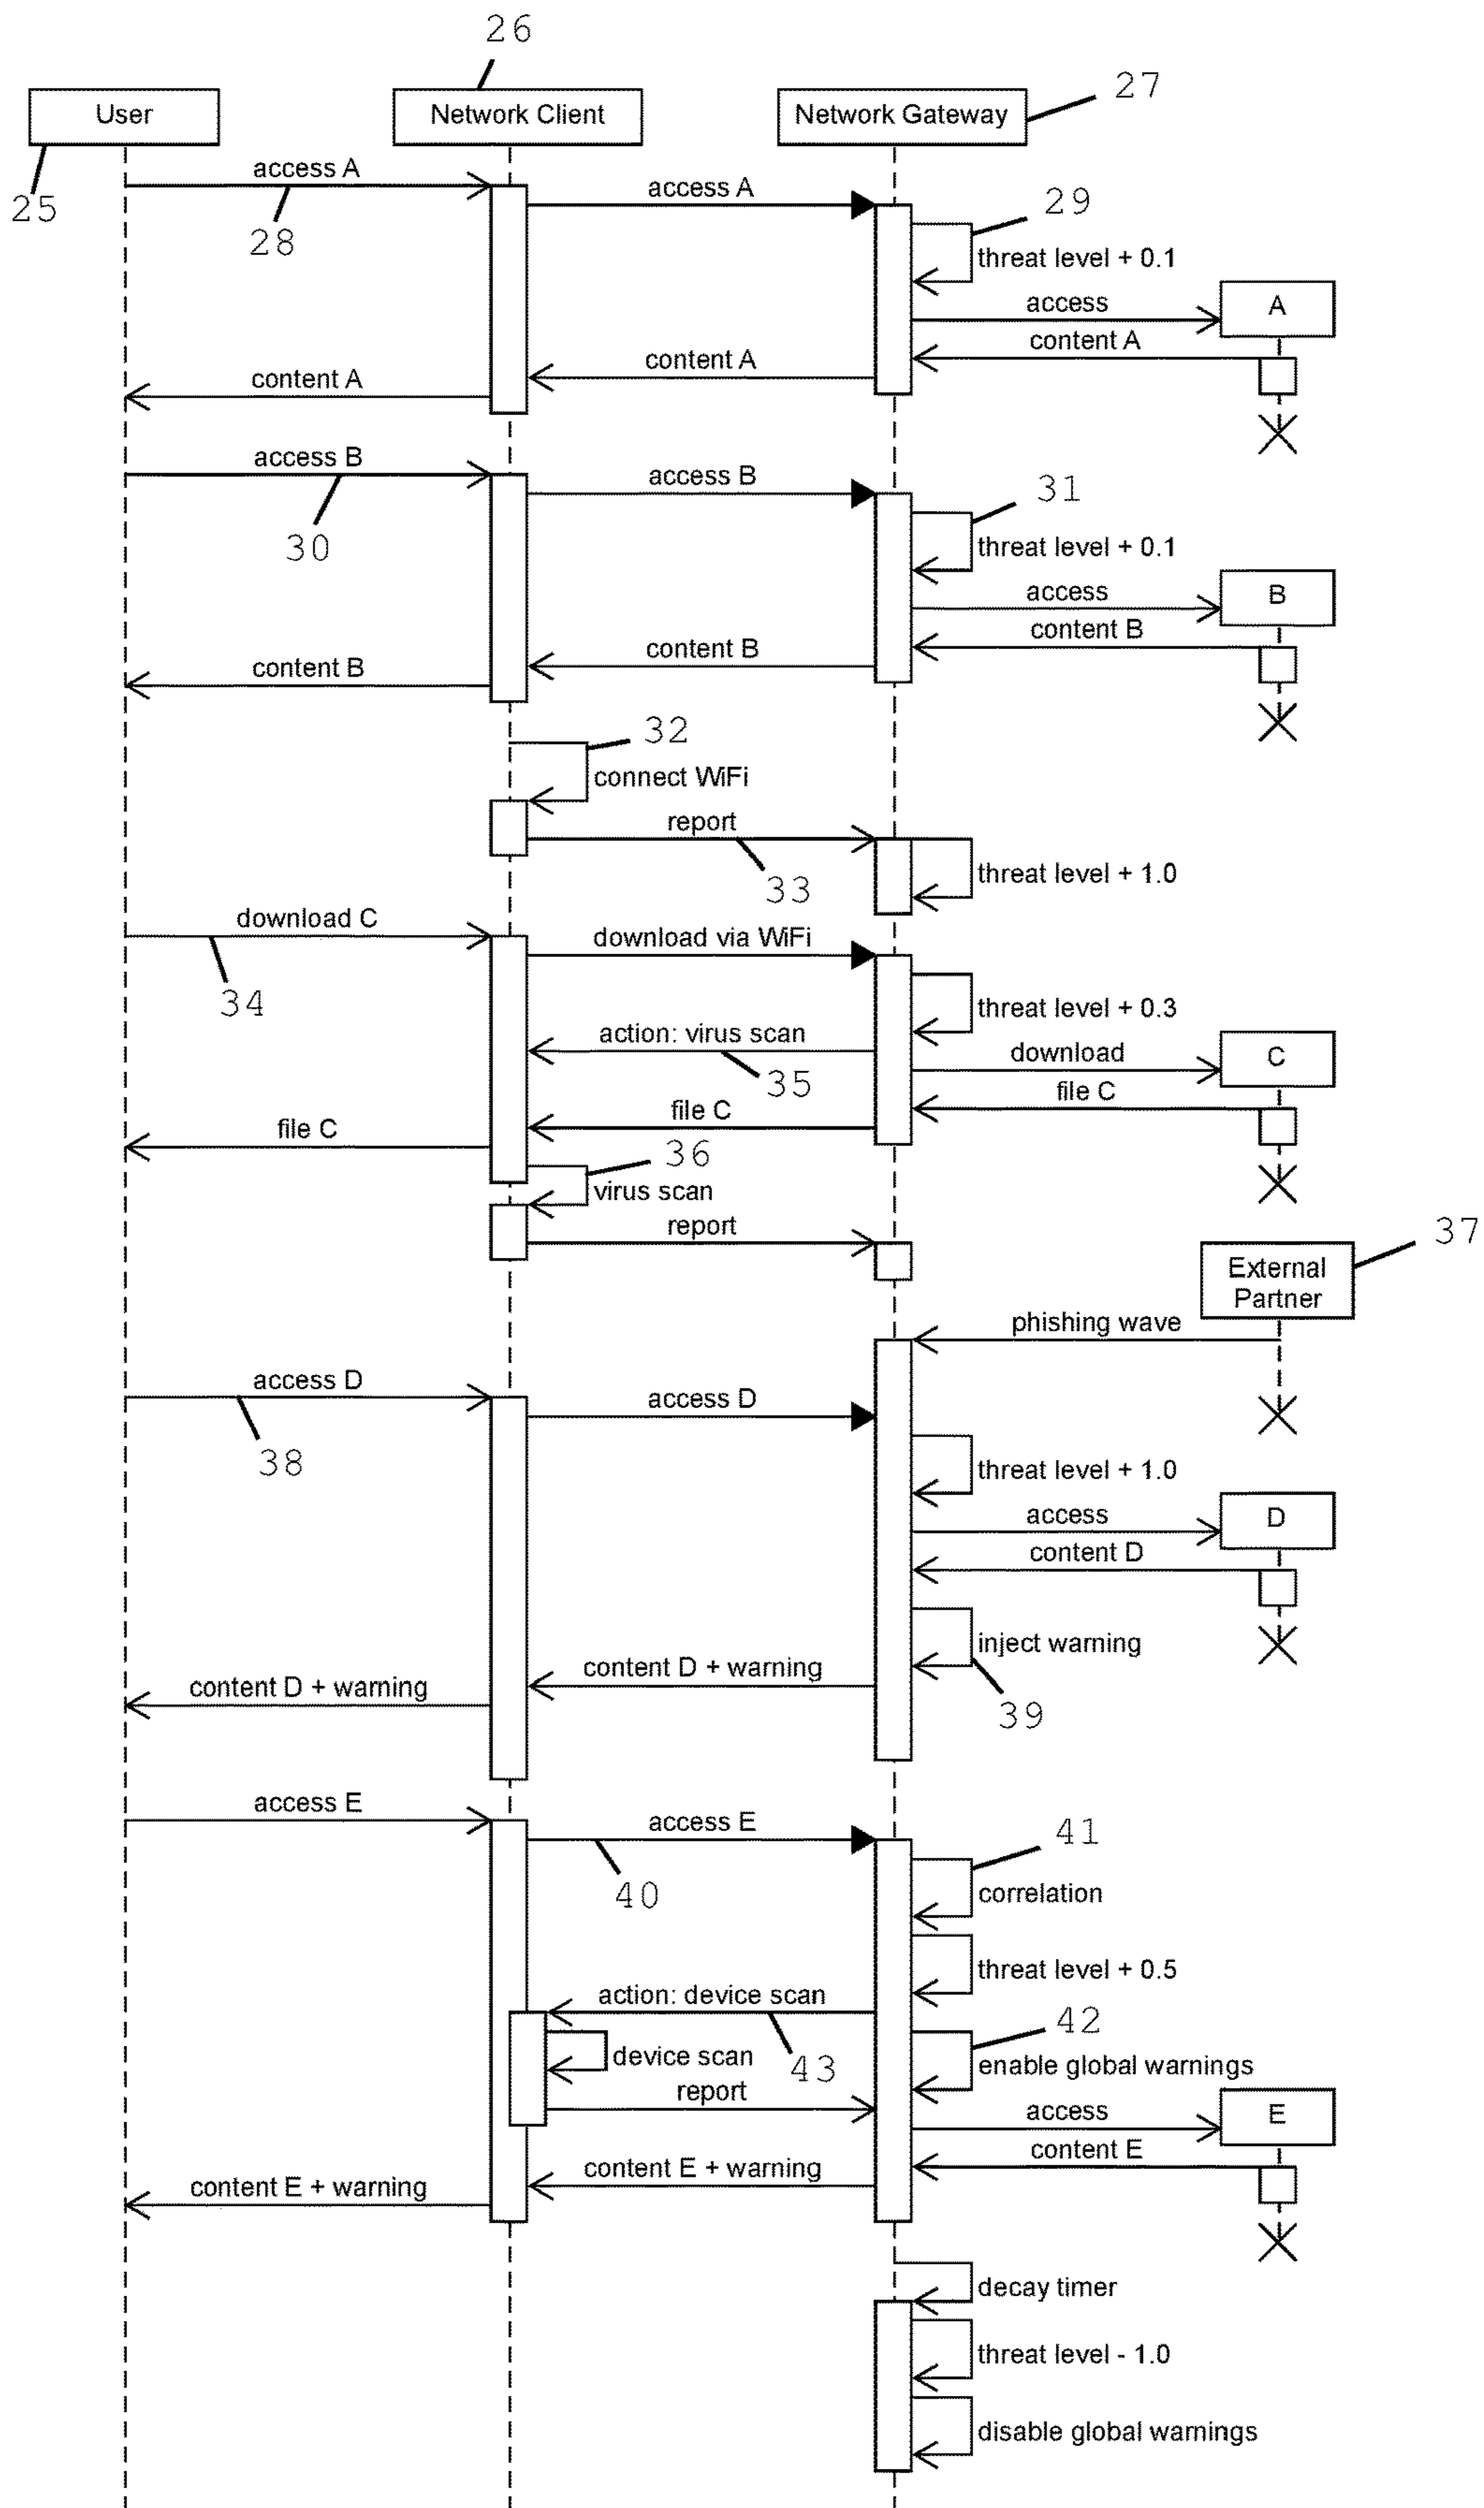 26
27
User
Network Client
Network Gateway
25
access A
28
access A
29
threat level + 0.1
access
A
content A
content A
content A
access B
30
access B
31
threat level + 0.1
access
B
content B
content B
content B
32
connect WiFi
report
33
threat level + 1.0
download C
34
download via WiFi
threat level + 0.3
action: virus scan
35
download
C
file C
file C
file C
36
virus scan
report
37
External
Partner
phishing wave
access D
38
access D
threat level + 1.0
access
D
content D
inject warning
39
content D + warning
content D + warning
access E
access E
40
41
correlation
threat level + 0.5
action: device scan
43
42
device scan
enable global warnings
report
access
E
content E
content E + warning
content E + warning
decay timer
threat level - 1.0
disable global warnings